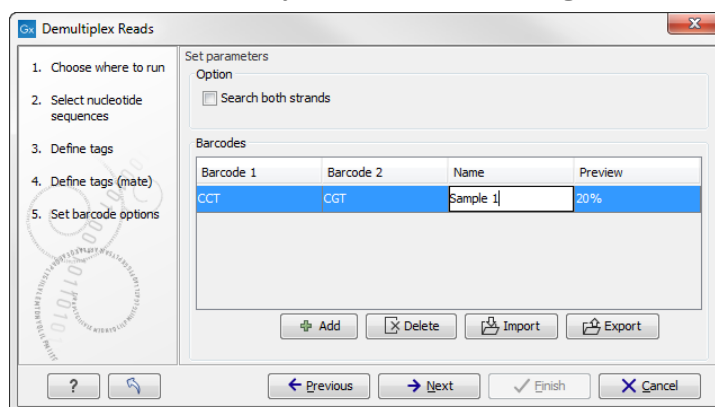 Gx Demultiplex Reads
X
1. Choose where to run
2. Select nucleotide
sequences
3. Define tags
4. Define tags (mate)
5. Set barcode options
Set parameters
Option
Search both strands
Barcodes
Barcode 1 Barcode 2 Name Preview
CCT CGT Sample 1 20%
Add Delete Import Export
? Previous Next Finish Cancel